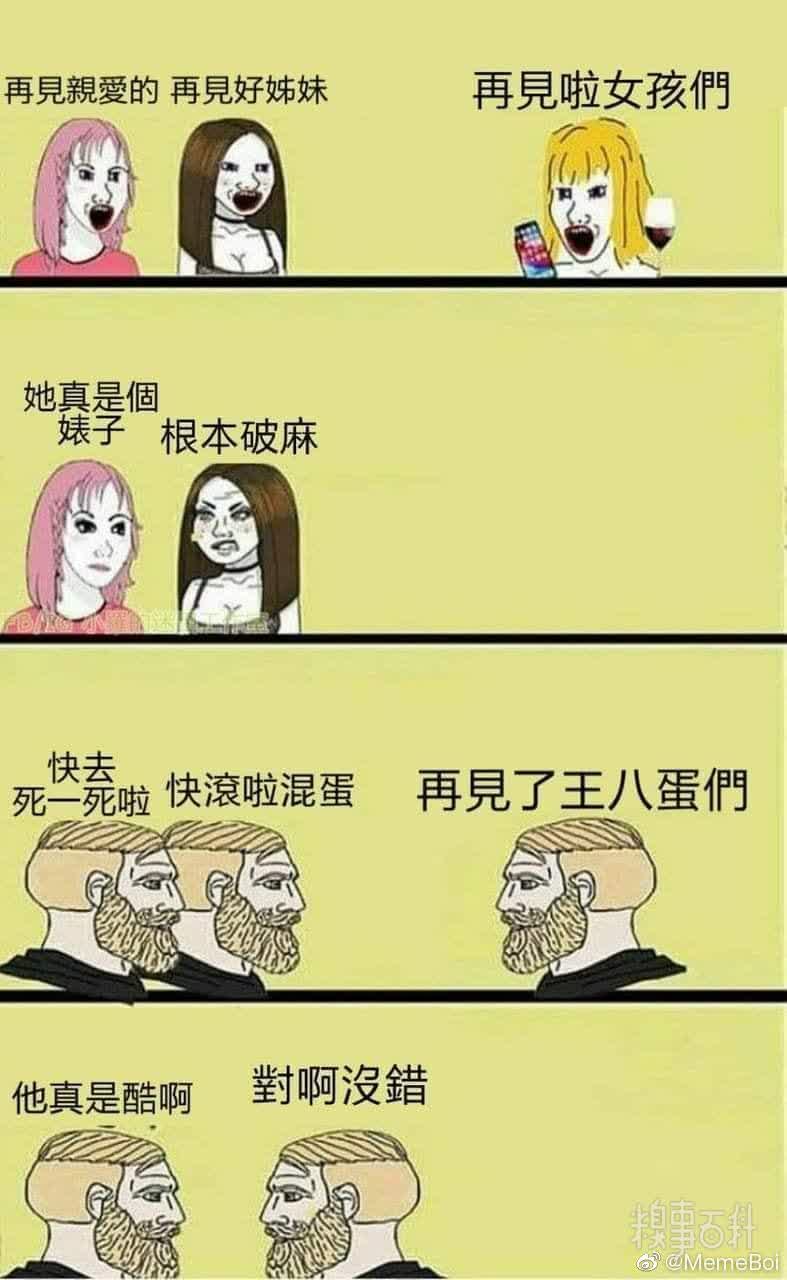 再見親愛的 再見好姊妹
再見啦女孩們
她真是個
婊子
根本破麻
快去
死一死啦
快滾啦混蛋
再見了王八蛋們
他真是酷啊
對啊沒錯
糗事百科
@MemeBoi